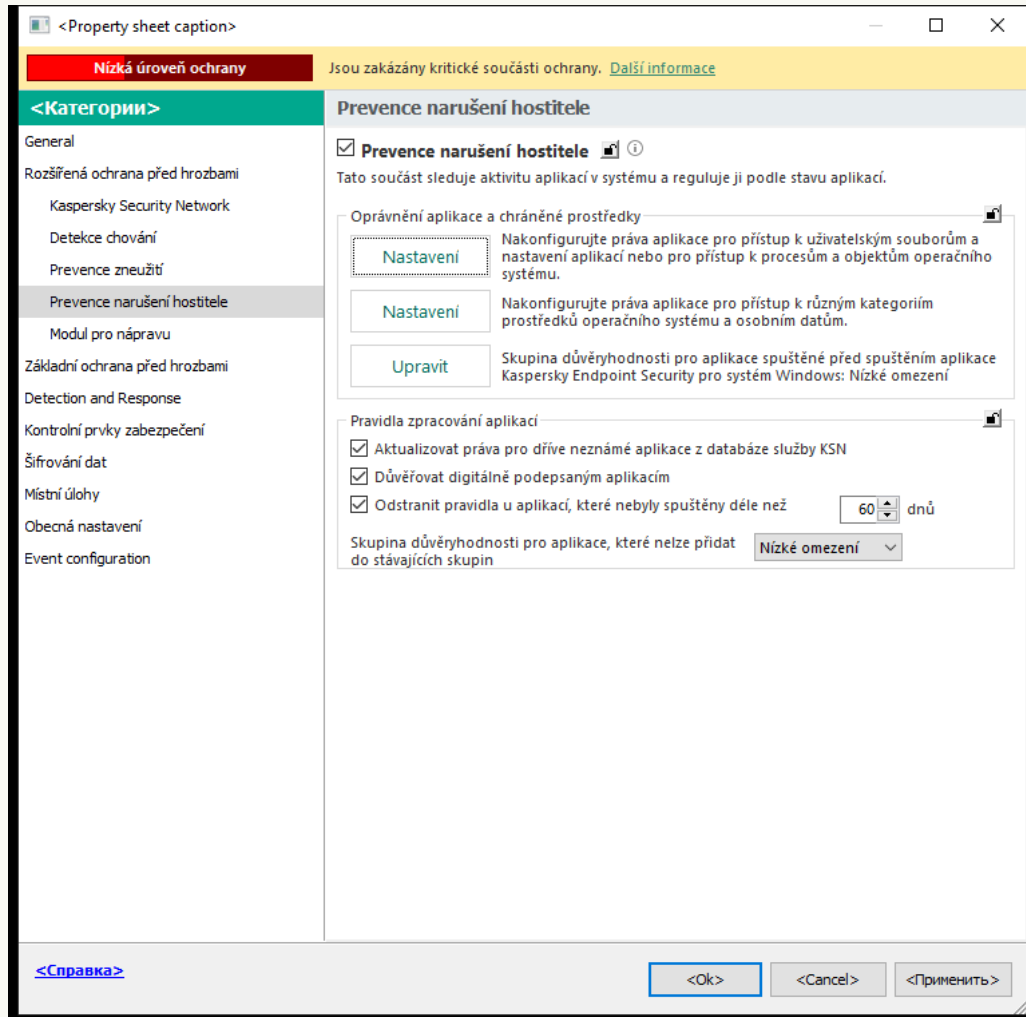 <Property sheet caption>
Nízká úroveň ochrany
Jsou zakázány kritické součásti ochrany. Další informace
<Категории>
General
Rozšířená ochrana před hrozbami
Kaspersky Security Network
Detekce chování
Prevence zneužití
Prevence narušení hostitele
Modul pro nápravu
Základní ochrana před hrozbami
Detection and Response
Kontrolní prvky zabezpečení
Šifrování dat
Místní úlohy
Obecná nastavení
Event configuration
Prevence narušení hostitele
Prevence narušení hostitele
Tato součást sleduje aktivitu aplikací v systému a reguluje ji podle stavu aplikací.
Oprávnění aplikace a chráněné prostředky
Nastavení
Nakonfigurujte práva aplikace pro přístup k uživatelským souborům a
nastavení aplikací nebo pro přístup k procesům a objektům operačního
systému.
Nastavení
Nakonfigurujte práva aplikace pro přístup k různým kategoriím
prostředků operačního systému a osobním datům.
Upravit
Skupina důvěryhodnosti pro aplikace spuštěné před spuštěním aplikace
Kaspersky Endpoint Security pro systém Windows: Nízké omezení
Pravidla zpracování aplikací
Aktualizovat práva pro dříve neznámé aplikace z databáze služby KSN
Důvěřovat digitálně podepsaným aplikacím
Odstranit pravidla u aplikací, které nebyly spuštěny déle než 60 dnů
Skupina důvěryhodnosti pro aplikace, které nelze přidat
do stávajících skupin
Nízké omezení
<Справка>
<Ok>
<Cancel>
<Применить>